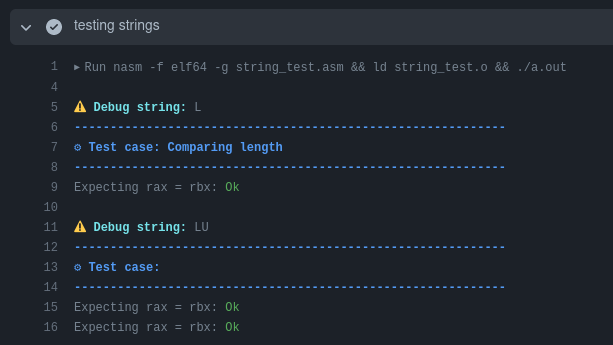 testing strings
1 ▸ Run nasm -f elf64 -g string_test.asm && ld string_test.o && ./a.out
4
5 ⚠ Debug string: L
6 ------------------------------------------------------------
7 ⚙ Test case: Comparing length
8 ------------------------------------------------------------
9 Expecting rax = rbx: Ok
10
11 ⚠ Debug string: LU
12 ------------------------------------------------------------
13 ⚙ Test case:
14 ------------------------------------------------------------
15 Expecting rax = rbx: Ok
16 Expecting rax = rbx: Ok